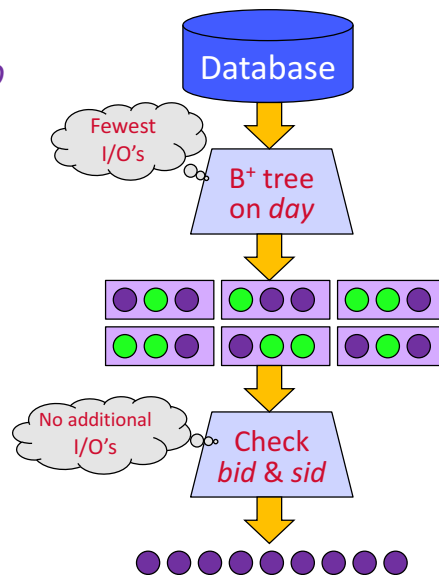 Database
Fewest
I/O's
B+ tree
on day
No additional
I/O's
Check
bid & sid